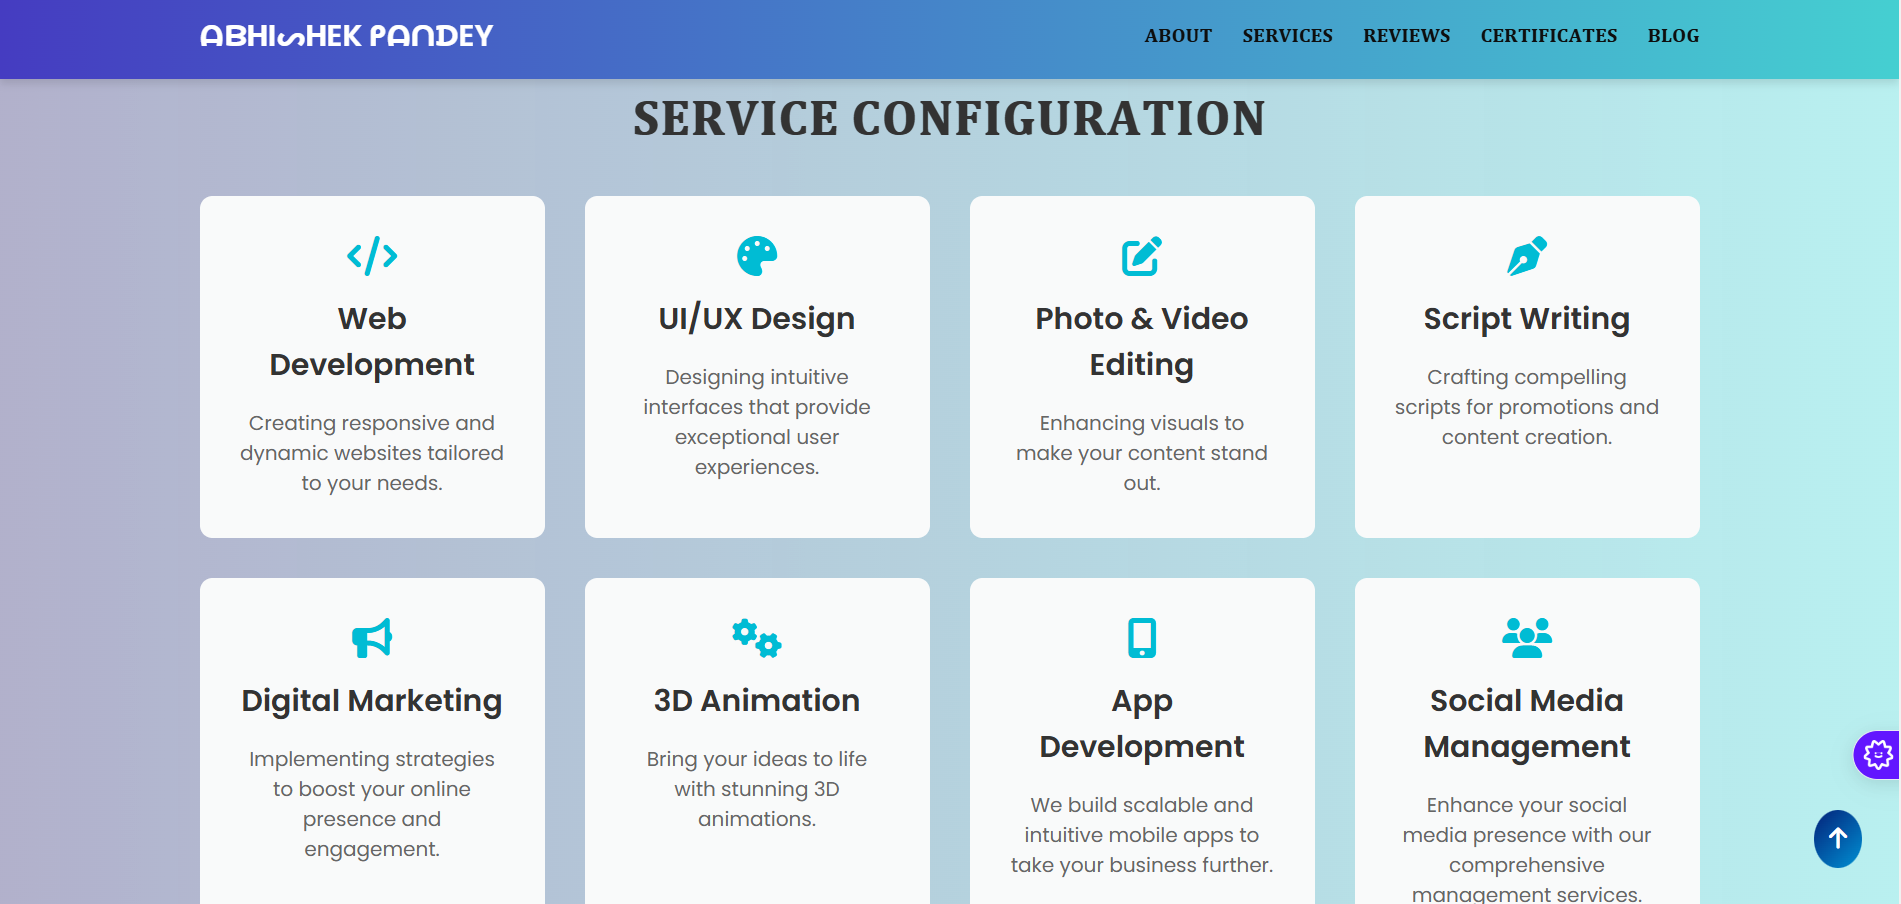 ABHISHEK PANDEY
ABOUT SERVICES REVIEWS CERTIFICATES BLOG
SERVICE CONFIGURATION
Web
Development
Creating responsive and
dynamic websites tailored
to your needs.
UI/UX Design
Designing intuitive
interfaces that provide
exceptional user
experiences.
Photo & Video
Editing
Enhancing visuals to
make your content stand
out.
Script Writing
Crafting compelling
scripts for promotions and
content creation.
Digital Marketing
Implementing strategies
to boost your online
presence and
engagement.
3D Animation
Bring your ideas to life
with stunning 3D
animations.
App
Development
We build scalable and
intuitive mobile apps to
take your business further.
Social Media
Management
Enhance your social
media presence with our
comprehensive
management services.